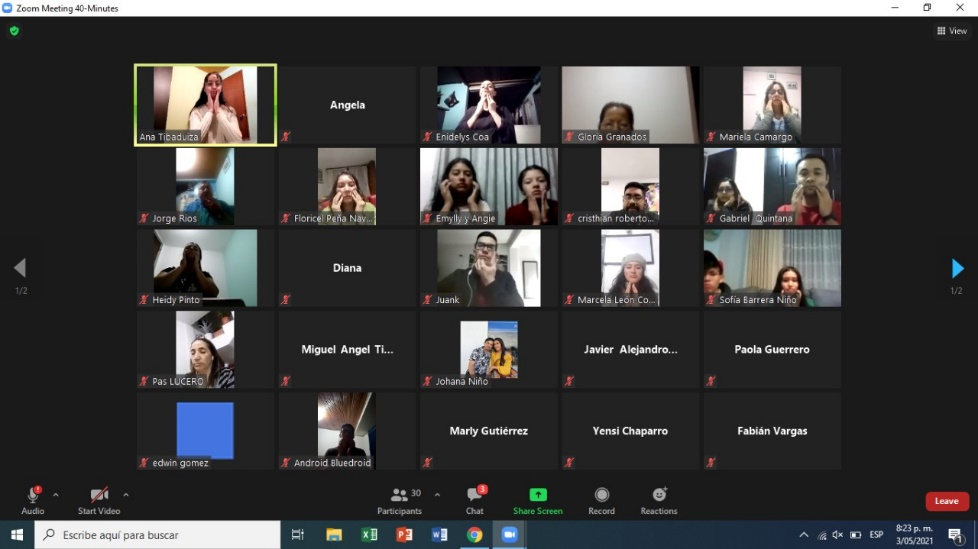 Zoom Meeting 40-Minutes
View
Ana Tibaduiza
Angela
Enidelys Coa
Gloria Granados
Mariela Camargo
Jorge Rios
Floricel Peña Nav...
Emylly y Angie
cristhian roberto...
Gabriel Quintana
Heidy Pinto
Diana
Juank
Marcela León Co...
Sofía Barrera Niño
1/2
1/2
Pas LUCERO
Miguel Angel Ti...
Johana Niño
Javier Alejandro...
Paola Guerrero
edwin gomez
Android Bluedroid
Marly Gutiérrez
Yensi Chaparro
Fabián Vargas
30
3
Audio
Start Video
Participants
Chat
Share Screen
Record
Reactions
Leave
Escribe aquí para buscar
ESP
8:23 p. m.
3/05/2021
1